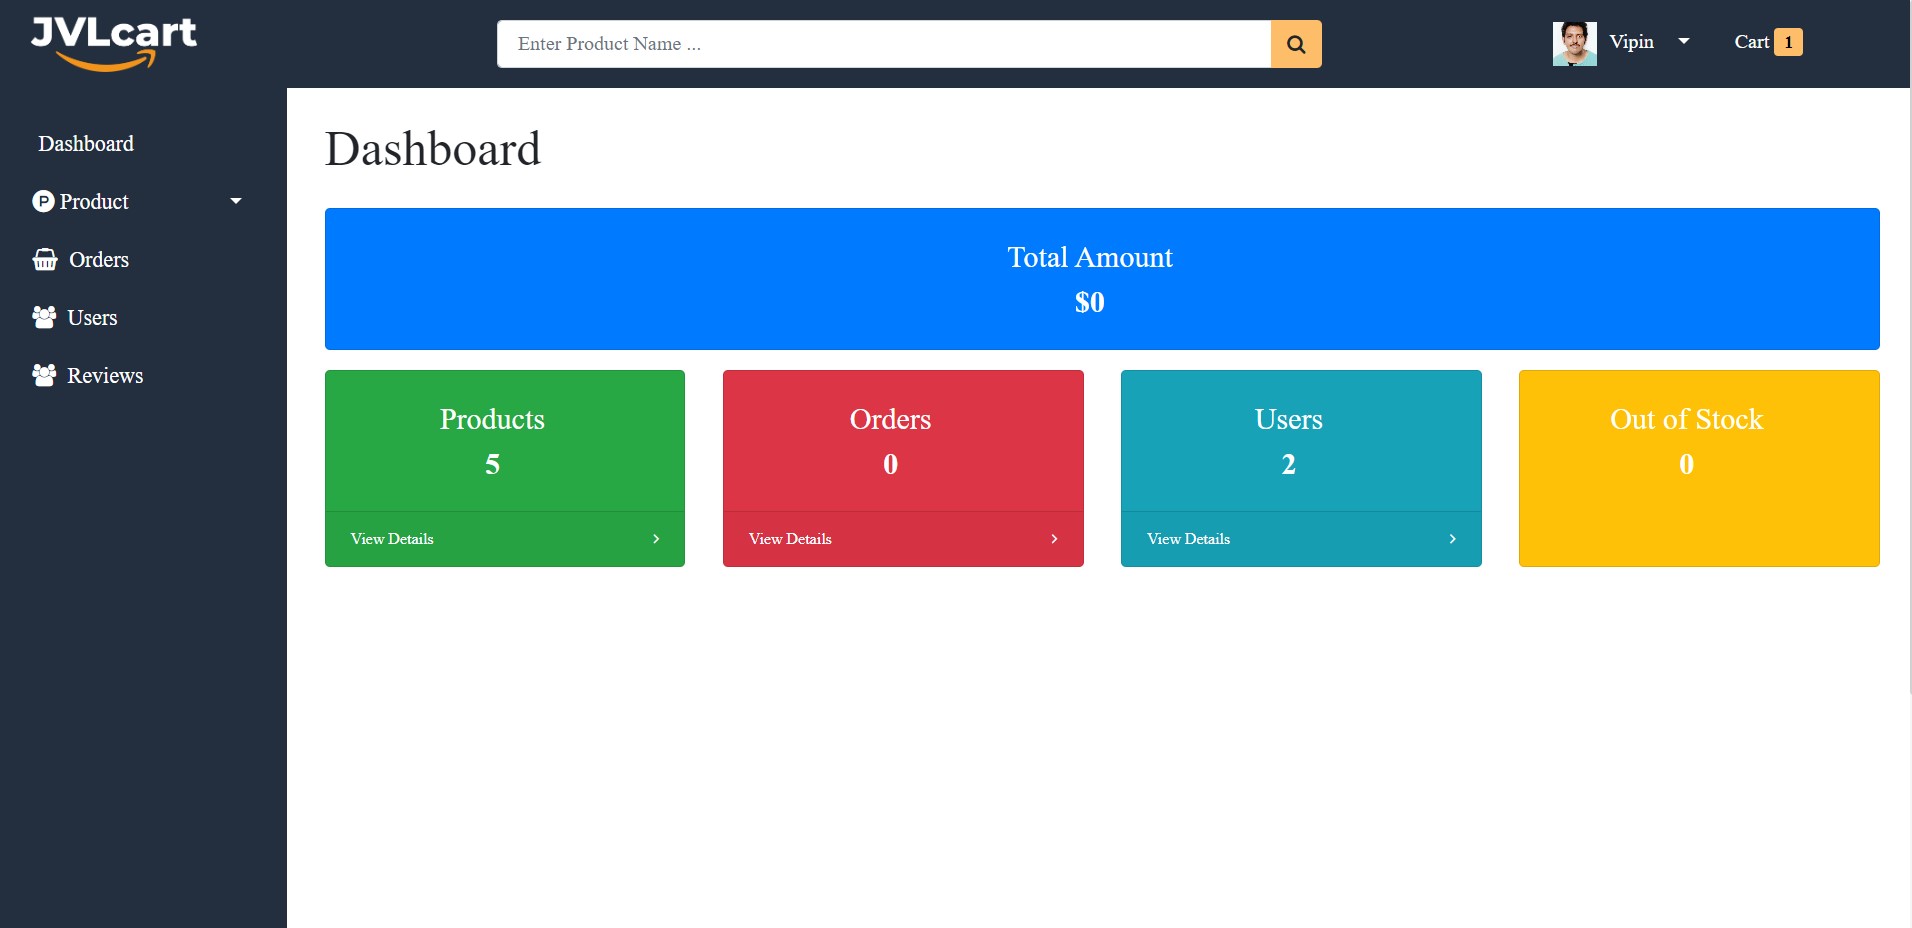 JVLcart
Enter Product Name ...
Vipin
Cart 1
Dashboard
Product
Orders
Users
Reviews
Dashboard
Total Amount
$0
Products
5
View Details
Orders
0
View Details
Users
2
View Details
Out of Stock
0